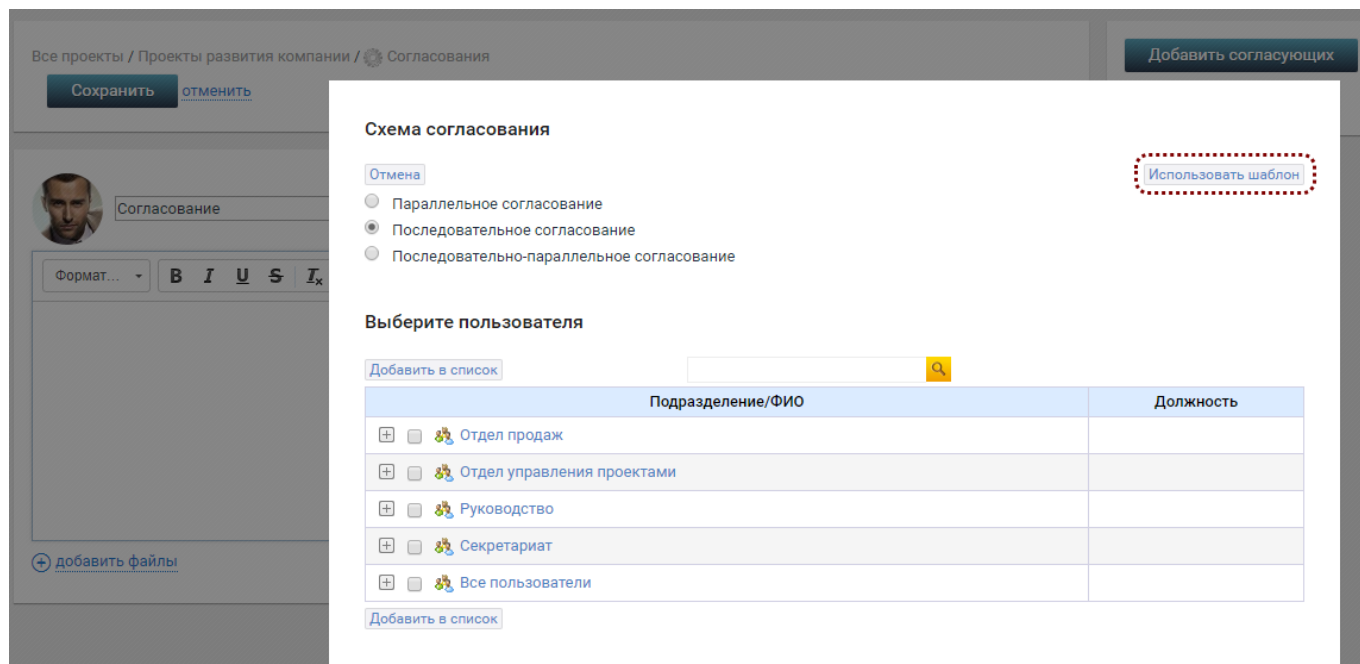 Все проекты / Проекты развития компании / Согласования
Добавить согласующих
Сохранить отменить
Схема согласования
Отмена
Использовать шаблон
Параллельное согласование
Согласование
Последовательное согласование
Последовательно-параллельное согласование
Формат... B I U S Tx
Выберите пользователя
Добавить в список
Подразделение/ФИО Должность
Отдел продаж
Отдел управления проектами
Руководство
Секретариат
добавить файлы
Все пользователи
Добавить в список